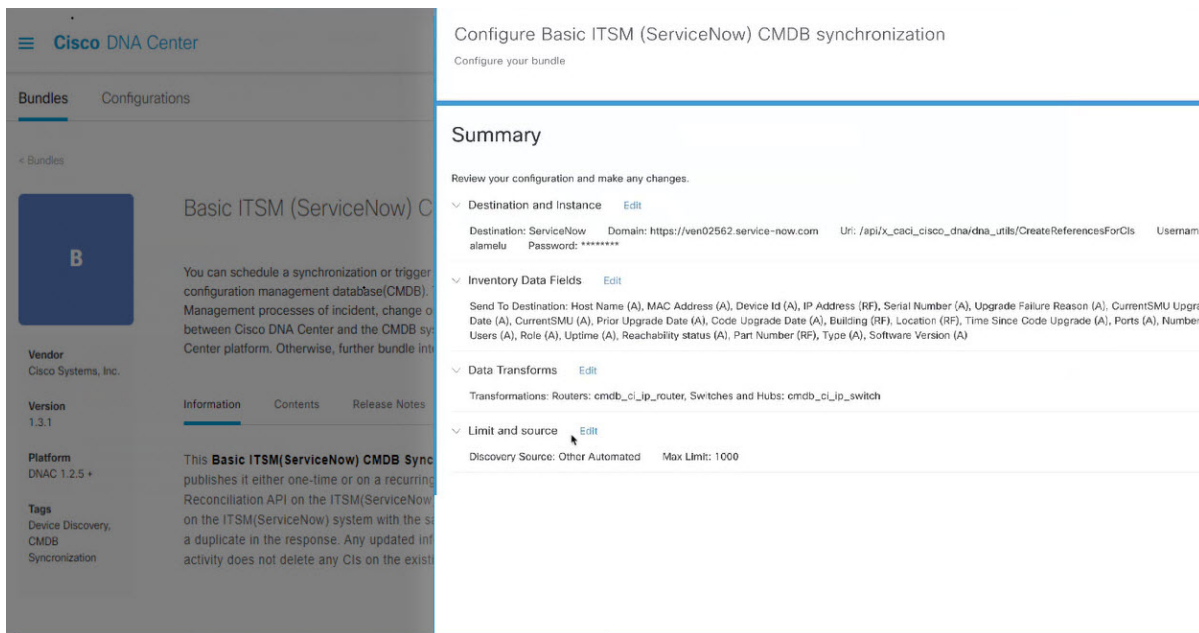 Cisco DNA Center
Bundles Configurations
< Bundles
B
Vendor
Cisco Systems, Inc.
Version
1.3.1
Platform
DNAC 1.2.5 +
Tags
Device Discovery,
CMDB
Syncronization
Basic ITSM (ServiceNow) C
You can schedule a synchronization or trigger
configuration management database(CMDB).
Management processes of incident, change o
between Cisco DNA Center and the CMDB sy
Center platform. Otherwise, further bundle int
Information Contents Release Notes
This Basic ITSM(ServiceNow) CMDB Sync
publishes it either one-time or on a recurring
Reconciliation API on the ITSM(ServiceNow
on the ITSM(ServiceNow) system with the sa
a duplicate in the response. Any updated inf
activity does not delete any CIs on the existi
Configure Basic ITSM (ServiceNow) CMDB synchronization
Configure your bundle
Summary
Review your configuration and make any changes.
Destination and Instance Edit
Destination: ServiceNow Domain: https://ven02562.service-now.com Uri: /api/x_caci_cisco_dna/dna_utils/CreateReferencesForCIs Usernam
alamelu Password: ********
Inventory Data Fields Edit
Send To Destination: Host Name (A), MAC Address (A), Device Id (A), IP Address (RF), Serial Number (A), Upgrade Failure Reason (A), CurrentSMU Upgra
Date (A), CurrentSMU (A), Prior Upgrade Date (A), Code Upgrade Date (A), Building (RF), Location (RF), Time Since Code Upgrade (A), Ports (A), Number
Users (A), Role (A), Uptime (A), Reachability status (A), Part Number (RF), Type (A), Software Version (A)
Data Transforms Edit
Transformations: Routers: cmdb_ci_ip_router, Switches and Hubs: cmdb_ci_ip_switch
Limit and source Edit
Discovery Source: Other Automated Max Limit: 1000